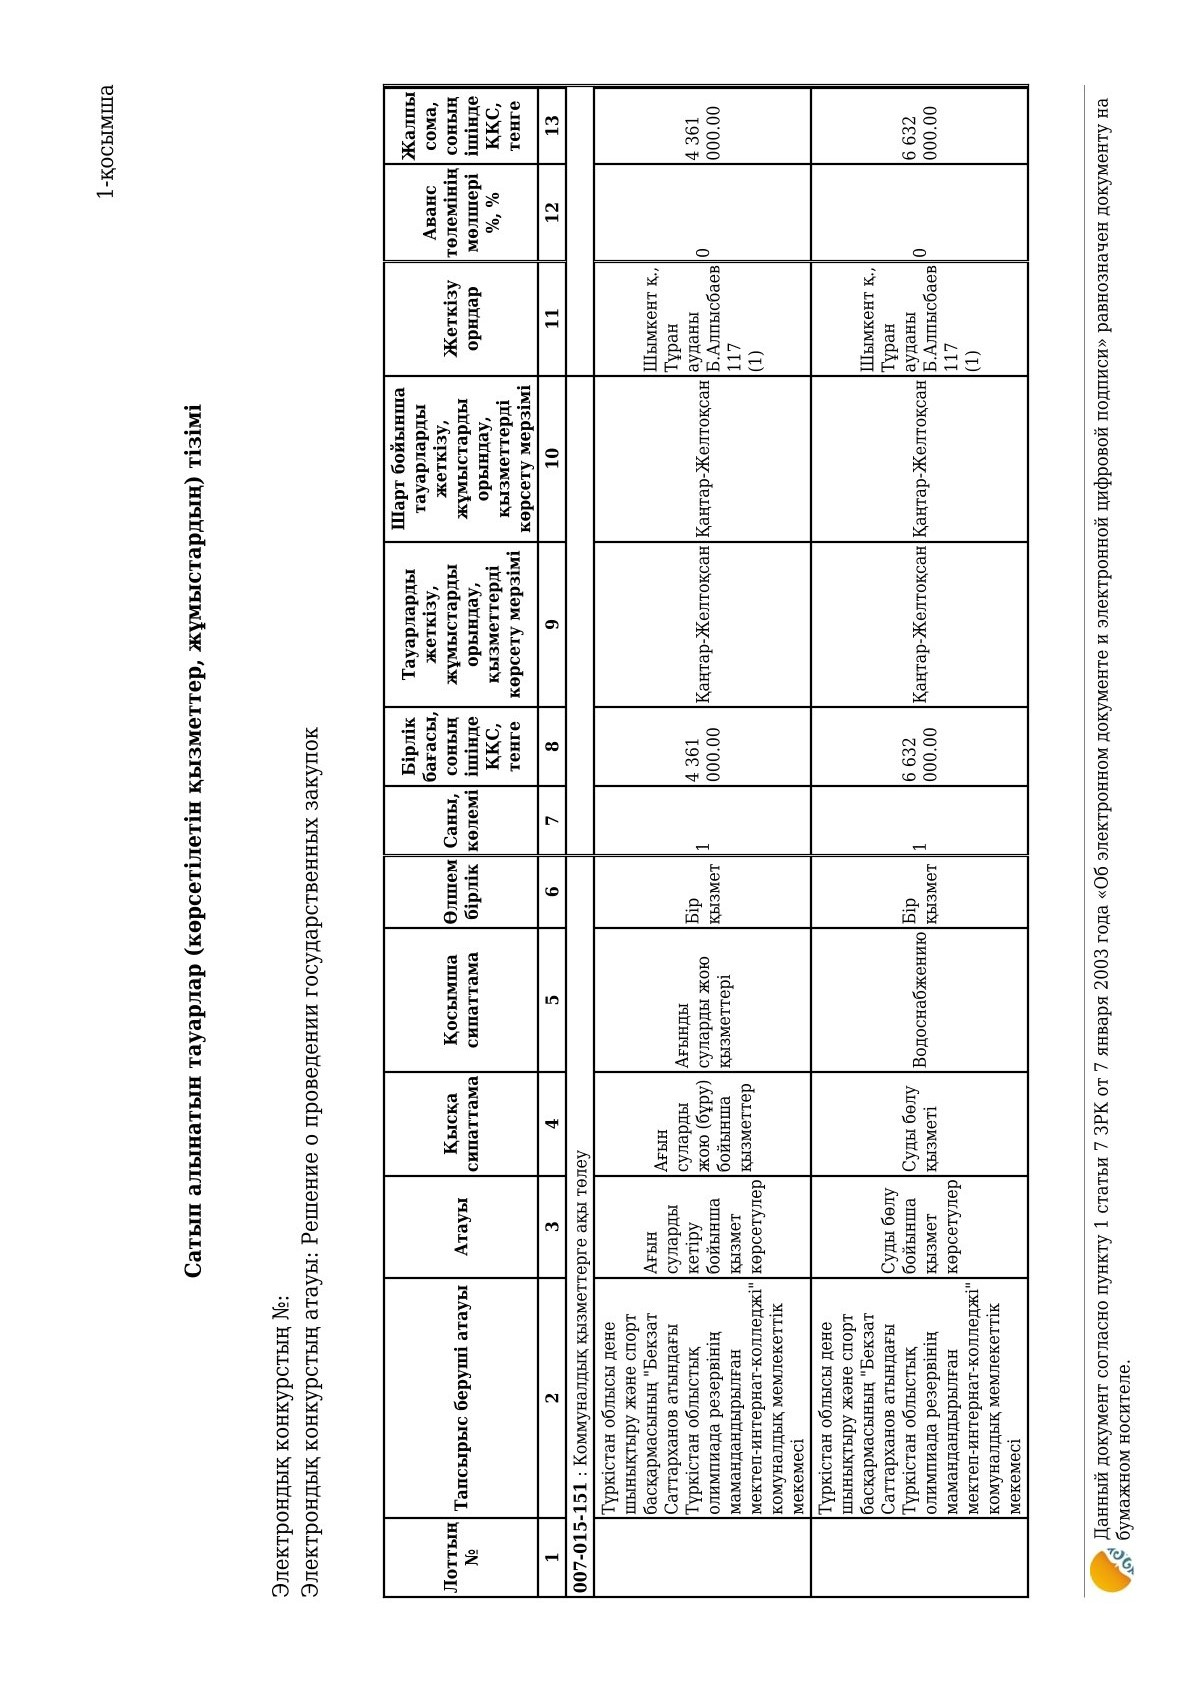 1-қосымша
Сатып алынатын тауарлар (көрсетілетін қызметтер, жұмыстардың) тізімі
Электрондық конкурстың №:
Электрондық конкурстың атауы: Решение о проведении государственных закупок
Лоттың
№
Тапсырыс беруші атауы
Атауы
Қысқа
сипаттама
Қосымша
сипаттама
Өлшем
бірлік
Саны,
көлемі
Бірлік
бағасы,
соның
ішінде
ҚҚС,
тенге
Тауарларды
жеткізу,
жұмыстарды
орындау,
қызметтерді
көрсету мерзімі
Шарт бойынша
тауарларды
жеткізу,
жұмыстарды
орындау,
қызметтерді
көрсету мерзімі
Жеткізу
орндар
Аванс
төлемінің
мөлшері
%, %
Жалпы
сома,
соның
ішінде
ҚҚС,
тенге
1 2 3 4 5 6 7 8 9 10 11 12 13
007-015-151 : Коммуналдық қызметтерге ақы төлеу
Түркістан облысы дене
шынықтыру және спорт
басқармасының "Бекзат
Саттарханов атындағы
Түркістан облыстық
олимпиада резервінің
мамандандырылған
мектеп-интернат-колледжі"
комуналдық мемлекеттік
мекемесі
Ағын
суларды
кетіру
бойынша
қызмет
көрсетулер
Ағын
суларды
жою (бұру)
бойынша
қызметтер
Ағынды
суларды жою
қызметтері
Бір
қызмет
1
4 361
000.00
Қаңтар-Желтоқсан
Қаңтар-Желтоқсан
Шымкент қ.,
Тұран
ауданы
Б.Алпысбаев
117
(1)
0
4 361
000.00
Түркістан облысы дене
шынықтыру және спорт
басқармасының "Бекзат
Саттарханов атындағы
Түркістан облыстық
олимпиада резервінің
мамандандырылған
мектеп-интернат-колледжі"
комуналдық мемлекеттік
мекемесі
Суды бөлу
бойынша
қызмет
көрсетулер
Суды бөлу
қызметі
Водоснабжению
Бір
қызмет
1
6 632
000.00
Қаңтар-Желтоқсан
Қаңтар-Желтоқсан
Шымкент қ.,
Тұран
ауданы
Б.Алпысбаев
117
(1)
0
6 632
000.00
Данный документ согласно пункту 1 статьи 7 ЗРК от 7 января 2003 года «Об электронном документе и электронной цифровой подписи» равнозначен документу на
бумажном носителе.